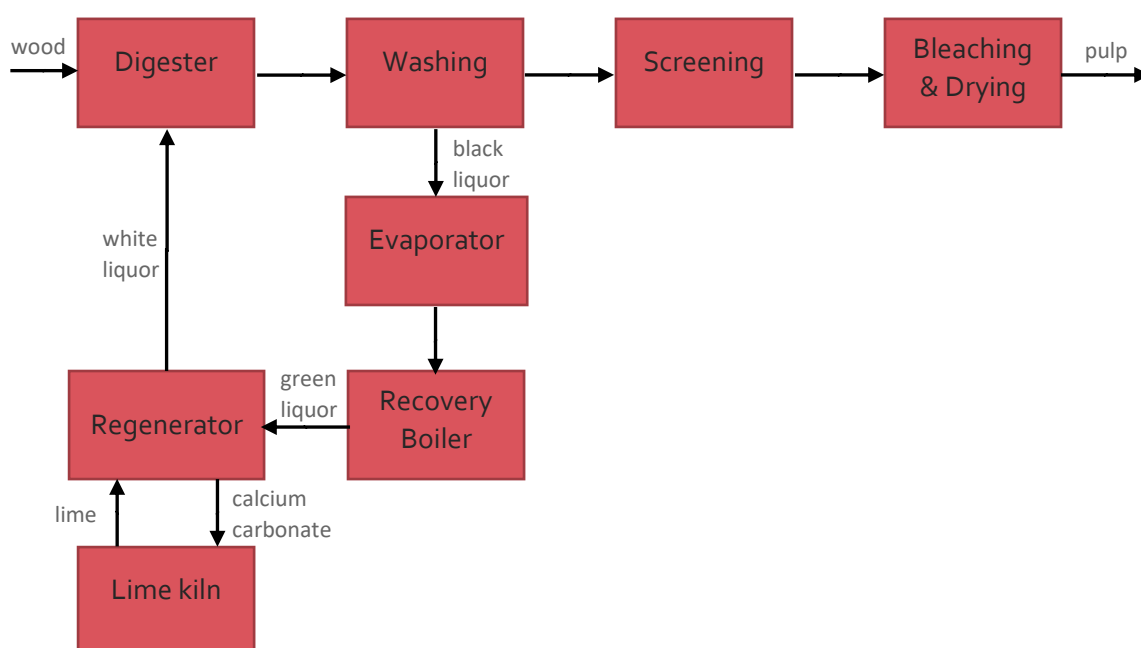 wood
Digester
Washing
Screening
Bleaching
& Drying
pulp
black
liquor
Evaporator
white
liquor
green
liquor
Recovery
Boiler
Regenerator
lime
calcium
carbonate
Lime kiln